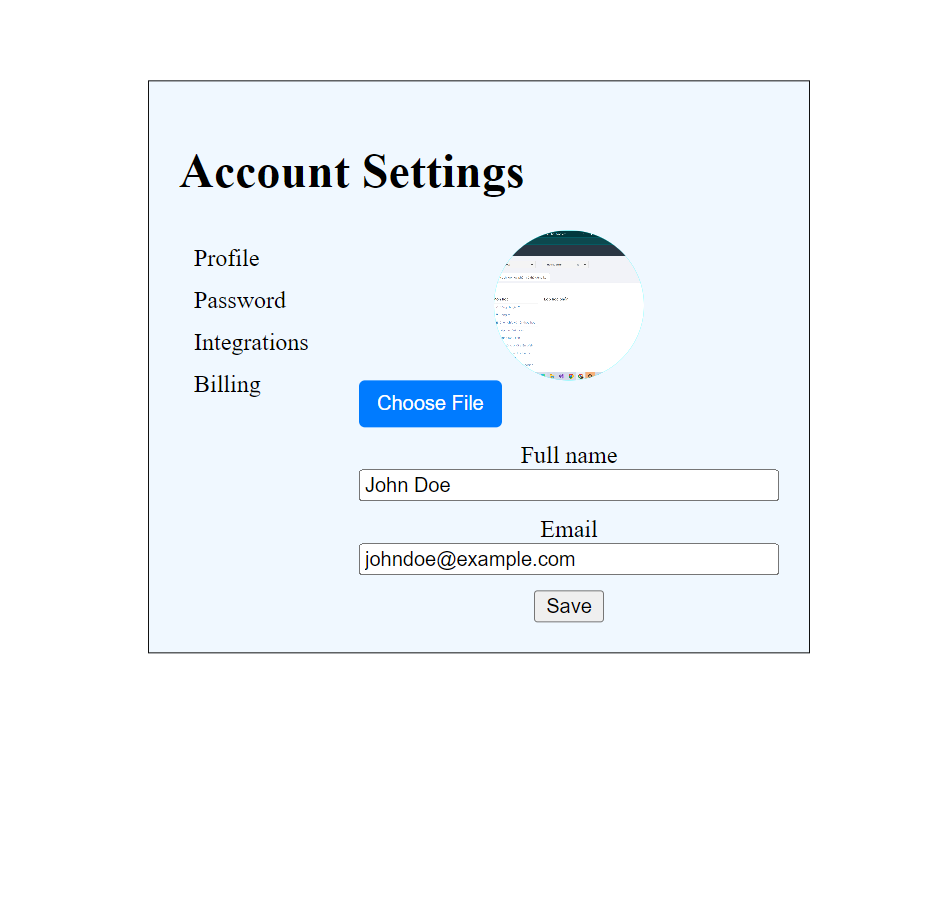 Account Settings
Profile
Password
Integrations
Billing
Choose File
Full name
John Doe
Email
johndoe@example.com
Save